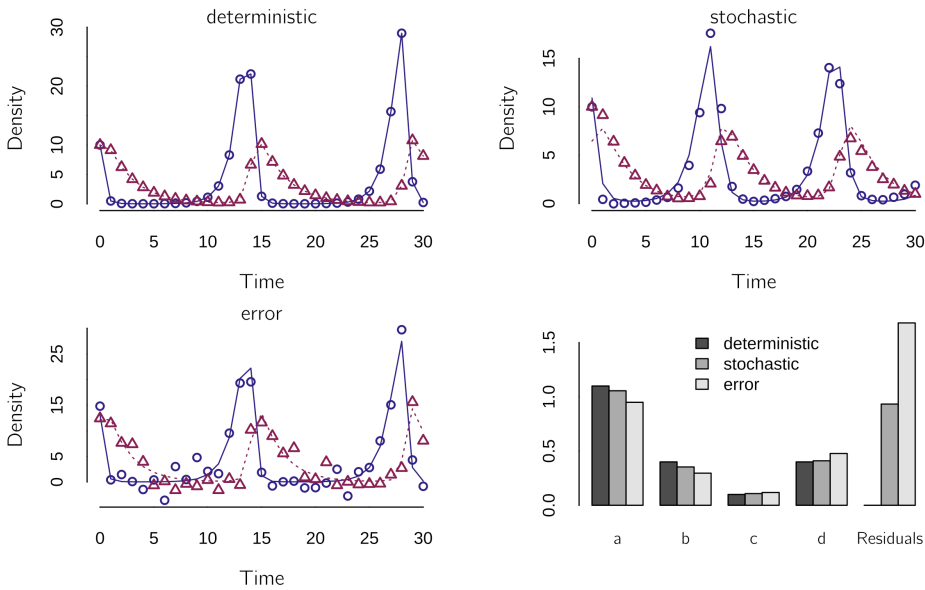 deterministic
Density
0 5 10 20 30
0 5 10 15 20 25 30
Time
stochastic
Density
0 5 10 15
0 5 10 15 20 25 30
Time
error
Density
0 5 15 25
0 5 10 15 20 25 30
Time
0.0 0.5 1.0 1.5
deterministic
stochastic
error
a b c d Residuals